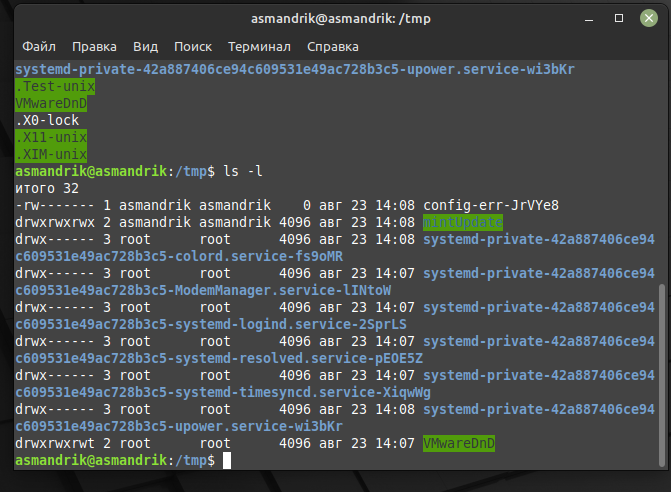 asmandrik@asmandrik: /tmp
Файл Правка Вид Поиск Терминал Справка
systemd-private-42a887406ce94c609531e49ac728b3c5-upower.service-wi3bKr
.Test-unix
VMwareDnD
.X0-lock
.X11-unix
.XIM-unix
asmandrik@asmandrik:/tmp$ ls -l
итого 32
-rw------- 1 asmandrik asmandrik    0 авг 23 14:08 config-err-JrVYe8
drwxrwxrwx 2 asmandrik asmandrik 4096 авг 23 14:08 mintUpdate
drwx------ 3 root      root      4096 авг 23 14:08 systemd-private-42a887406ce94
c609531e49ac728b3c5-colord.service-fs9oMR
drwx------ 3 root      root      4096 авг 23 14:07 systemd-private-42a887406ce94
c609531e49ac728b3c5-ModemManager.service-lINtoW
drwx------ 3 root      root      4096 авг 23 14:07 systemd-private-42a887406ce94
c609531e49ac728b3c5-systemd-logind.service-2SprLS
drwx------ 3 root      root      4096 авг 23 14:07 systemd-private-42a887406ce94
c609531e49ac728b3c5-systemd-resolved.service-pEOE5Z
drwx------ 3 root      root      4096 авг 23 14:07 systemd-private-42a887406ce94
c609531e49ac728b3c5-systemd-timesyncd.service-XiqwWg
drwx------ 3 root      root      4096 авг 23 14:08 systemd-private-42a887406ce94
c609531e49ac728b3c5-upower.service-wi3bKr
drwxrwxrwt 2 root      root      4096 авг 23 14:07 VMwareDnD
asmandrik@asmandrik:/tmp$